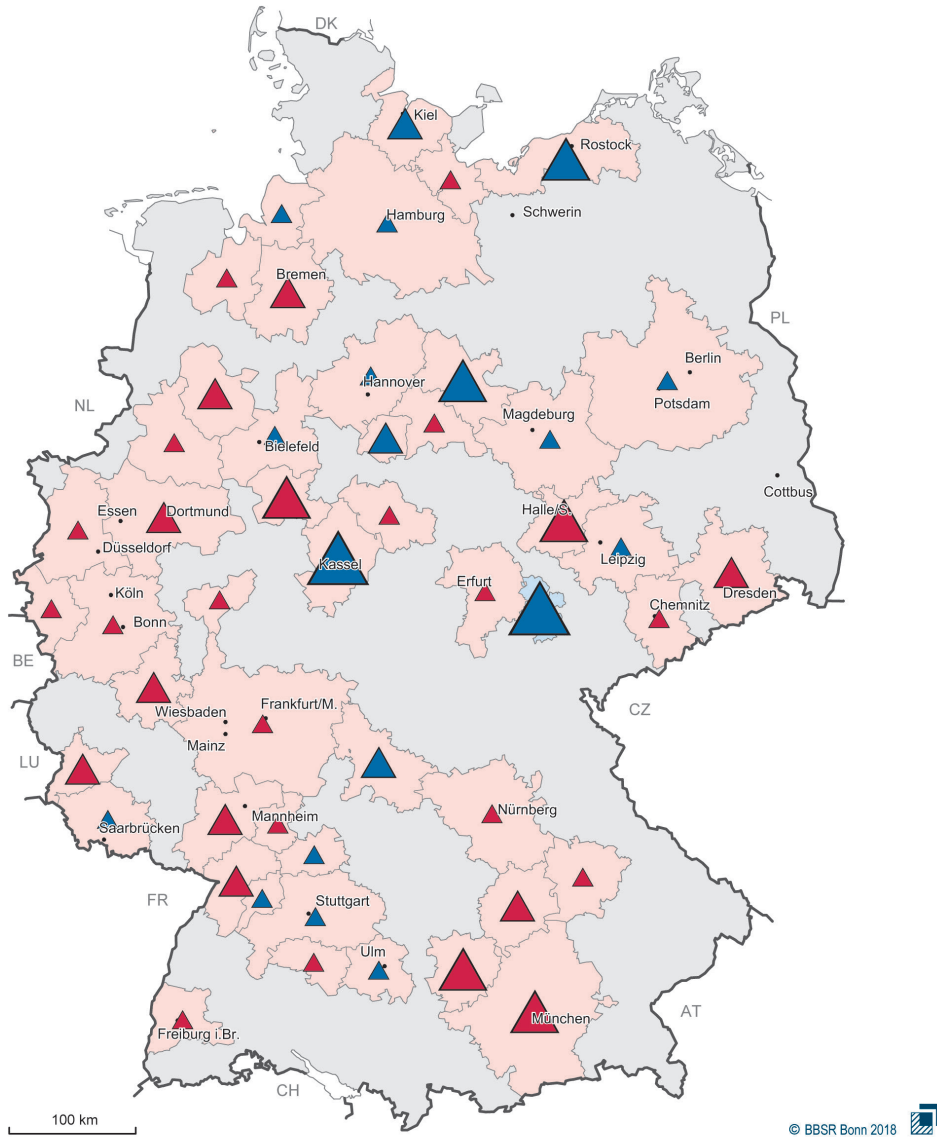 DK
Kiel
Rostock
Hamburg
Schwerin
Bremen
PL
Berlin
NL
Hannover
Potsdam
Magdeburg
Bielefeld
Cottbus
Essen
Dortmund
Halle/S.
Düsseldorf
Leipzig
Kassel
Erfurt
Köln
Chemnitz
Dresden
Bonn
BE
Wiesbaden
Frankfurt/M.
CZ
Mainz
LU
Mannheim
Nürnberg
Saarbrücken
FR
Stuttgart
Ulm
AT
München
Freiburg i.Br.
CH
100 km
© BBSR Bonn 2018